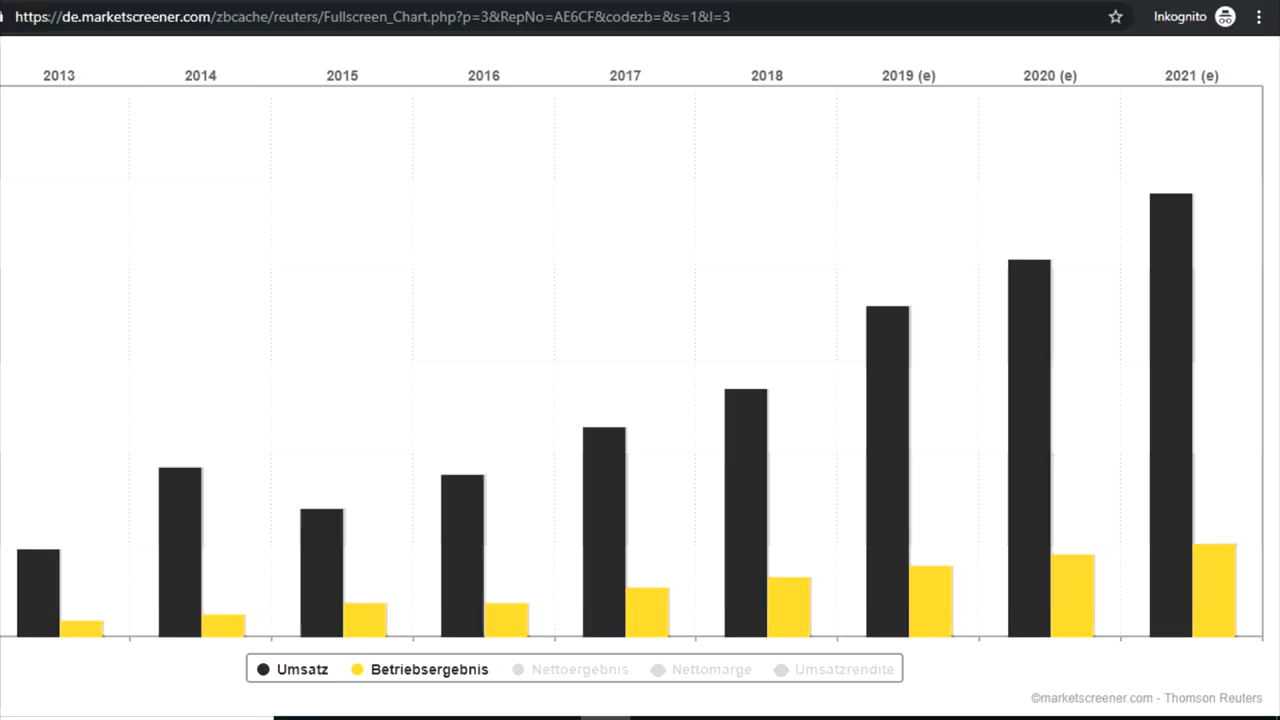 https://de.marketscreener.com/zbcache/reuters/Fullscreen_Chart.php?p=3&RepNo=AE6CF&codezb=&s=1&l=3 Inkognito
2013 2014 2015 2016 2017 2018 2019 (e) 2020 (e) 2021 (e)
Umsatz Betriebsergebnis Nettoergebnis Nettomarge Umsatzrendite
©marketscreener.com - Thomson Reuters